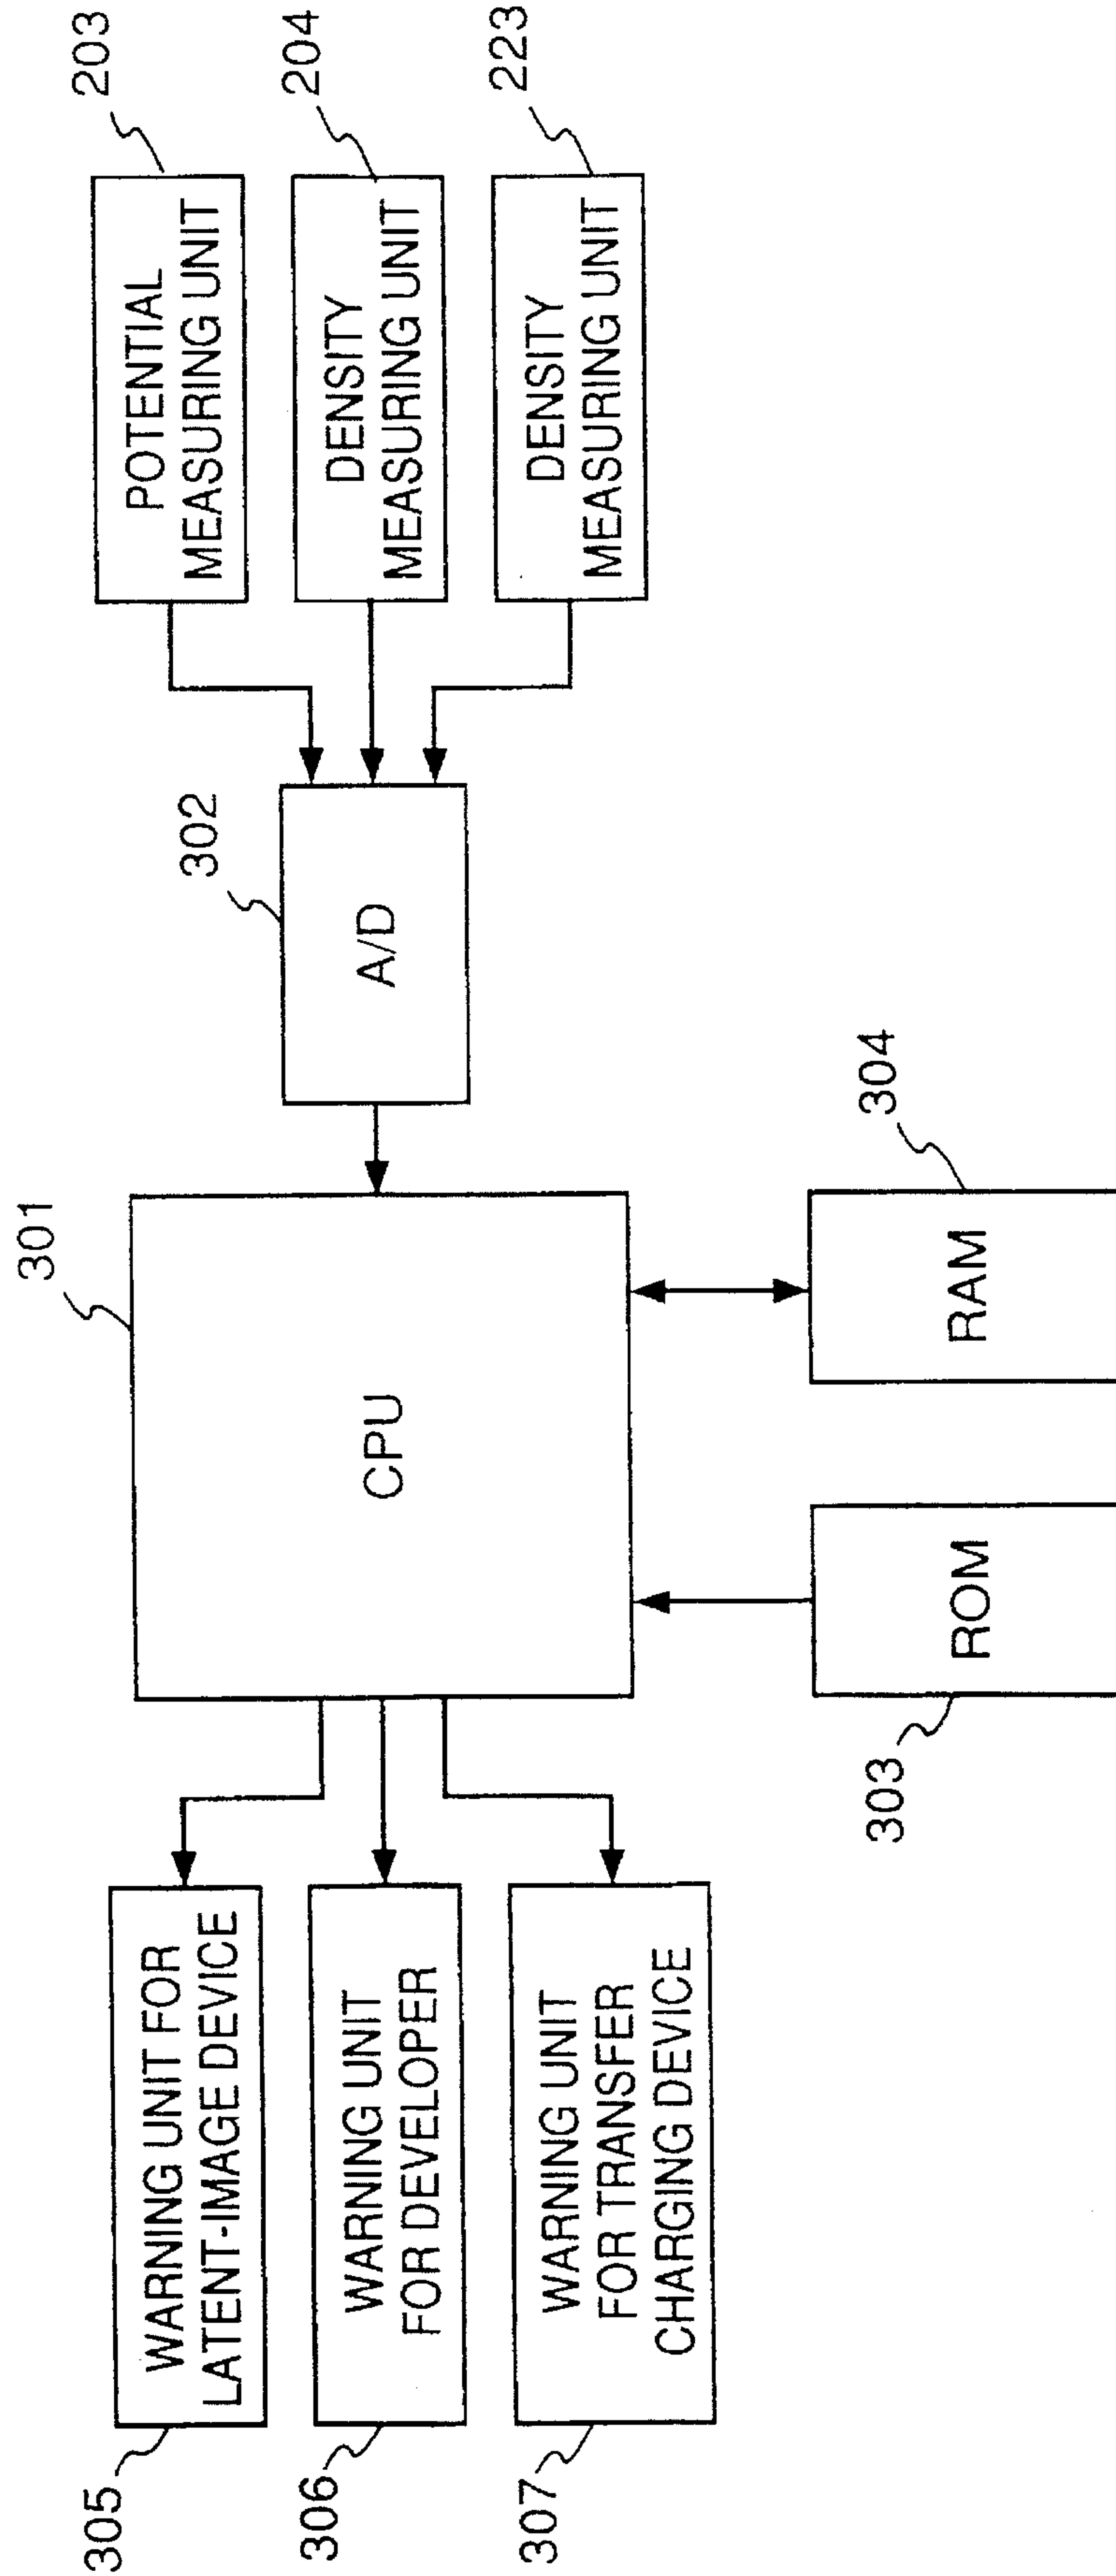 305
WARNING UNIT FOR
LATENT-IMAGE DEVICE
306
WARNING UNIT
FOR DEVELOPER
307
WARNING UNIT
FOR TRANSFER
CHARGING DEVICE
301
CPU
303
ROM
304
RAM
302
A/D
POTENTIAL
MEASURING UNIT
203
DENSITY
MEASURING UNIT
204
DENSITY
MEASURING UNIT
223